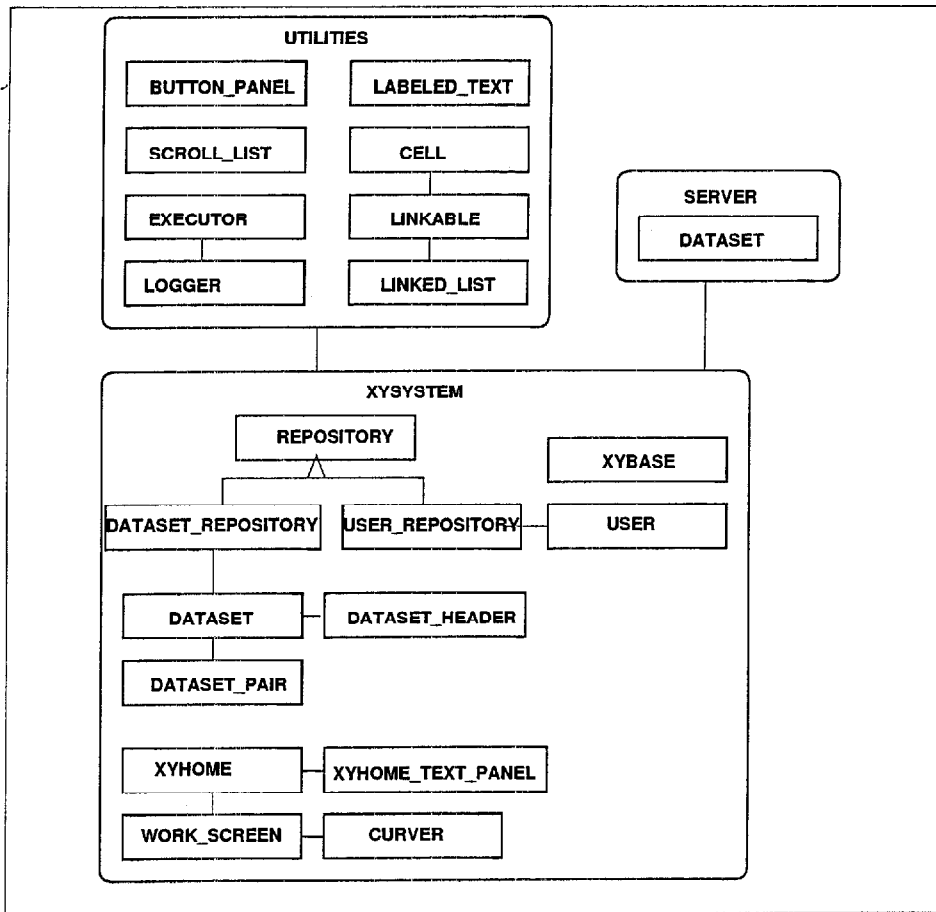 UTILITIES
BUTTON_PANEL
LABELED_TEXT
SCROLL_LIST
CELL
EXECUTOR
LINKABLE
LOGGER
LINKED_LIST
SERVER
DATASET
XYSYSTEM
REPOSITORY
XYBASE
DATASET_REPOSITORY
USER_REPOSITORY
USER
DATASET
DATASET_HEADER
DATASET_PAIR
XYHOME
XYHOME_TEXT_PANEL
WORK_SCREEN
CURVER